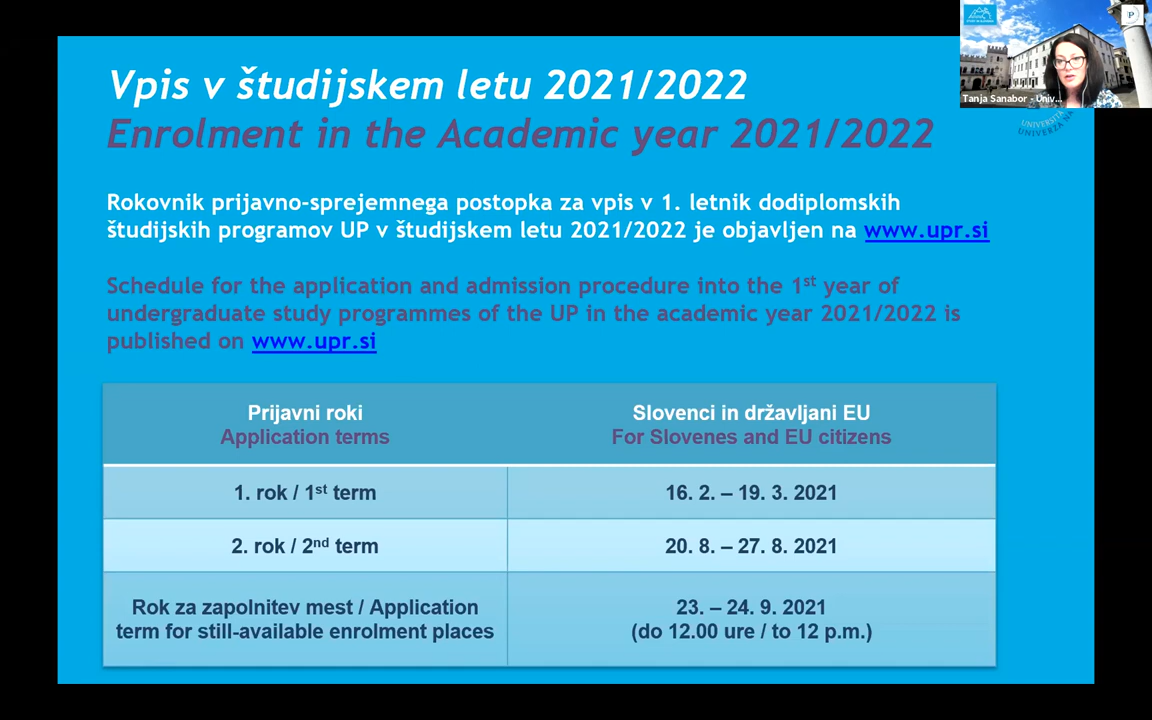 Vpis v študijskem letu 2021/2022
Enrolment in the Academic year 2021/2022
Tanja Sanabor - Univ...
UNIVERZA NA
Rokovnik prijavno-sprejemnega postopka za vpis v 1. letnik dodiplomskih
študijskih programov UP v študijskem letu 2021/2022 je objavljen na www.upr.si
Schedule for the application and admission procedure into the 1st year of
undergraduate study programmes of the UP in the academic year 2021/2022 is
published on www.upr.si
Prijavni roki
Application terms
Slovenci in državljani EU
For Slovenes and EU citizens
1. rok / 1st term
16. 2. – 19. 3. 2021
2. rok / 2nd term
20. 8. – 27. 8. 2021
Rok za zapolnitev mest / Application
term for still-available enrolment places
23. – 24. 9. 2021
(do 12.00 ure / to 12 p.m.)